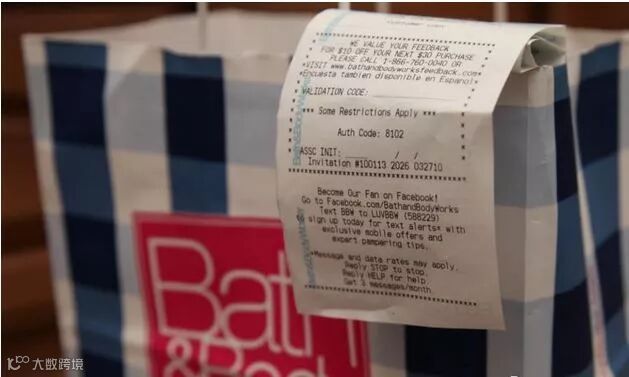 CUSTOMER COPY
WE VALUE YOUR FEEDBACK
FOR $10 OFF YOUR NEXT $30 PURCHASE
PLEASE CALL 1-866-760-0040 OR
*VISIT www.bathandbodyworksfeedback.com*
*Encuesta tambien disponible en Espanol*
VALIDATION CODE:
*** Some Restrictions Apply ***
Auth Code: 8102
ASSC INIT: ______ / /
Invitation #100113 2026 032710
Become Our Fan on Facebook!
Go to Facebook.com/BathandBodyWorks
Text BBW to LUVBBW (588229)
sign up today for text alerts* with
exclusive mobile offers and
expert pampering tips.
*Message and data rates may apply.
Reply STOP to stop.
Reply HELP for help.
Get 3 messages/month.
Bath
& Bod
大数跨境